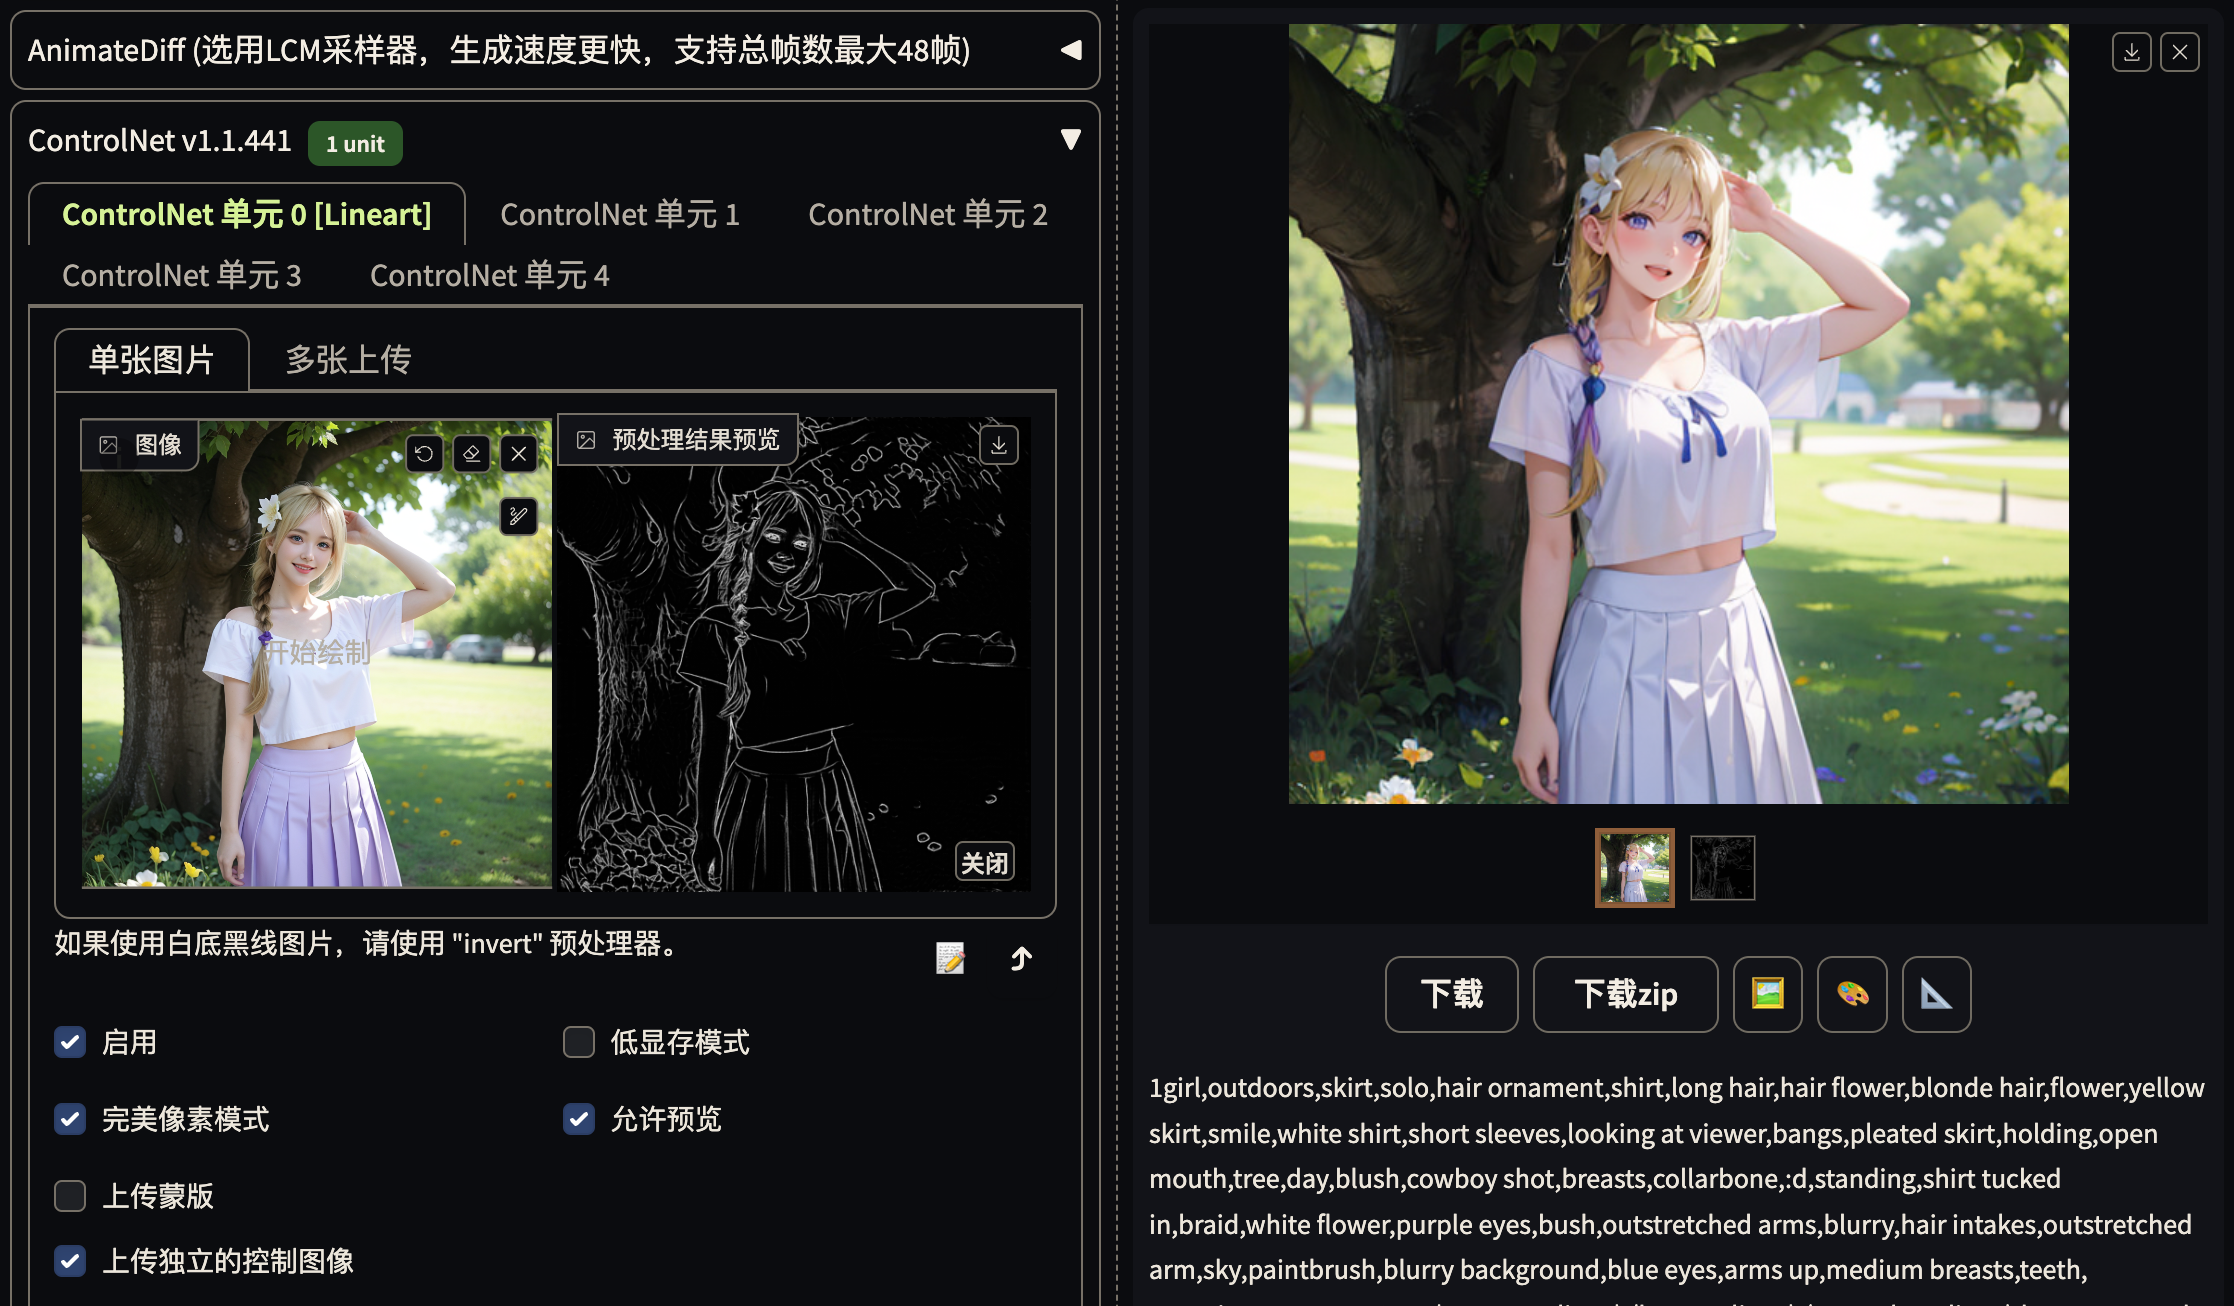 AnimateDiff (选用LCM采样器，生成速度更快，支持总帧数最大48帧)
ControlNet v1.1.441 1 unit
ControlNet 单元 0 [Lineart] ControlNet 单元 1 ControlNet 单元 2
ControlNet 单元 3 ControlNet 单元 4
单张图片 多张上传
图像 预处理结果预览
开始绘制
关闭
如果使用白底黑线图片，请使用 "invert" 预处理器。
启用 低显存模式
完美像素模式 允许预览
上传蒙版
上传独立的控制图像
下载 下载zip
1girl,outdoors,skirt,solo,hair ornament,shirt,long hair,hair flower,blonde hair,flower,yellow
skirt,smile,white shirt,short sleeves,looking at viewer,bangs,pleated skirt,holding,open
mouth,tree,day,blush,cowboy shot,breasts,collarbone,:d,standing,shirt tucked
in,braid,white flower,purple eyes,bush,outstretched arms,blurry,hair intakes,outstretched
arm,sky,paintbrush,blurry background,blue eyes,arms up,medium breasts,teeth,